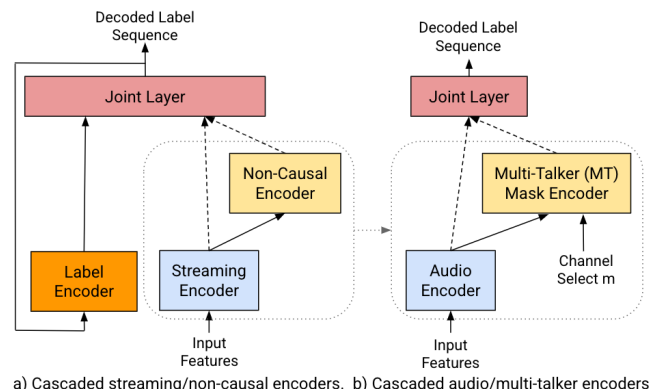 Decoded Label
Sequence
Joint Layer
Non-Causal
Encoder
Label
Encoder
Streaming
Encoder
Input
Features
a) Cascaded streaming/non-causal encoders.
Decoded Label
Sequence
Joint Layer
Multi-Talker (MT)
Mask Encoder
Audio
Encoder
Channel
Select m
Input
Features
b) Cascaded audio/multi-talker encoders